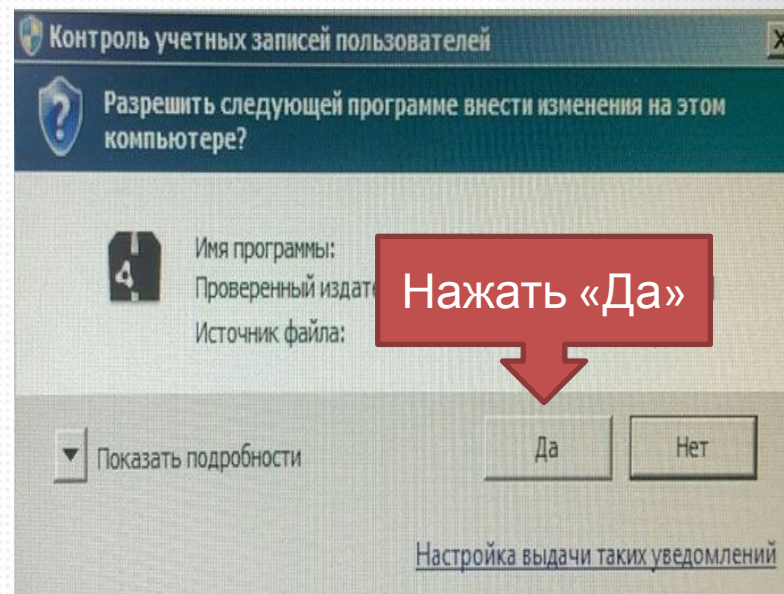 Контроль учетных записей пользователей
Разрешить следующей программе внести изменения на этом
компьютере?
Имя программы:
Проверенный
Источник файла:
Нажать «Да»
Показать подробности
Да
Нет
Настройка выдачи таких уведомлений